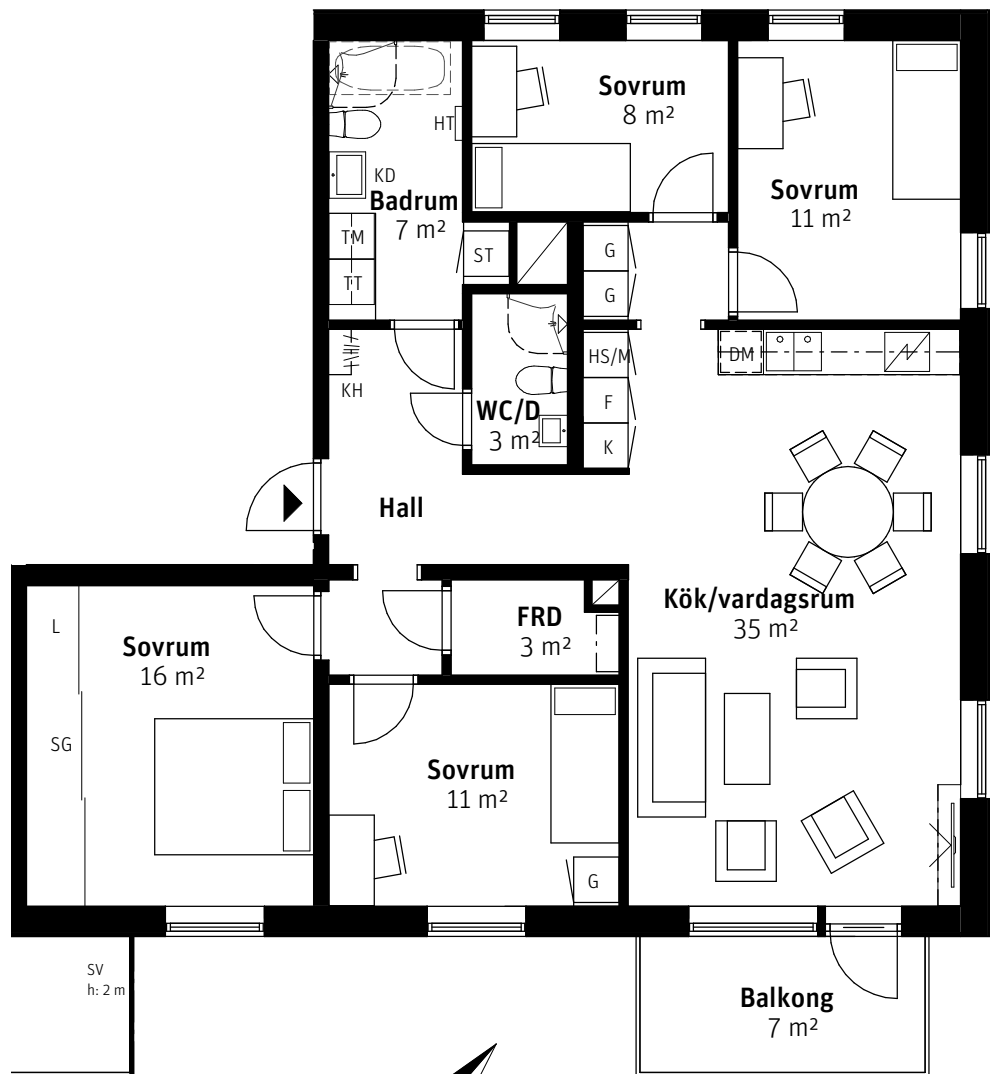 Sovrum
8 m²
HT
KD
Badrum
7 m²
Sovrum
11 m²
TM
TT
ST
G
G
KH
HS/M
F
K
DM
WC/D
3 m²
Hall
Kök/vardagsrum
35 m²
FRD
3 m²
L
Sovrum
16 m²
SG
Sovrum
11 m²
G
SV
h: 2 m
Balkong
7 m²